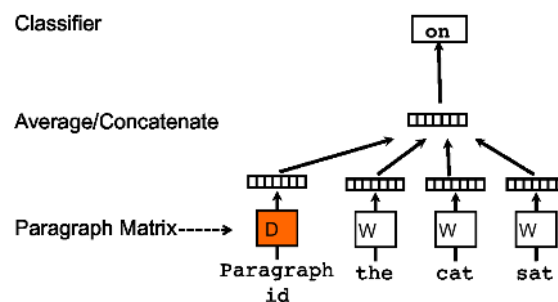 Classifier
on
Average/Concatenate
Paragraph Matrix
D
W
W
W
Paragraph id
the
cat
sat